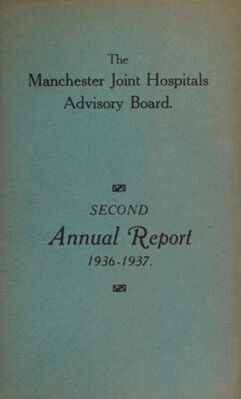 The
Manchester Joint Hospitals
Advisory Board.
SECOND
Annual Report
1936-1937.